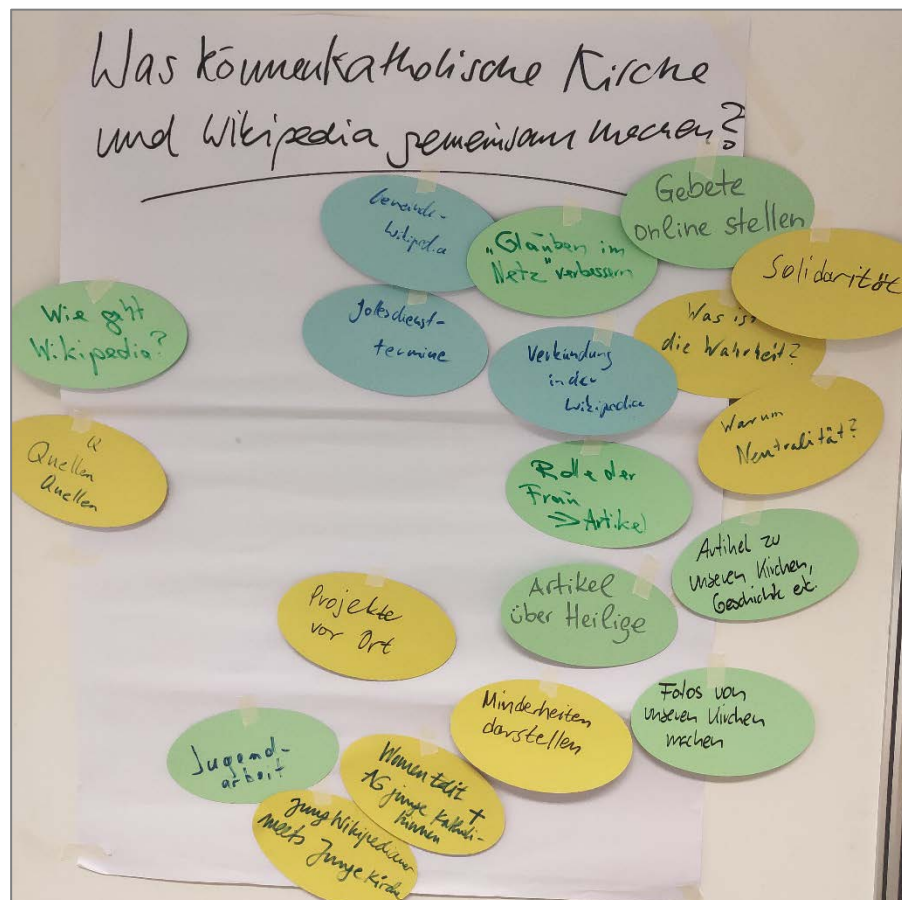 Was können katholische Kirche
und Wikipedia gemeinsam machen?
Gemeinde-
Wikipedia
„Glauben im
Netz" verbessern
Gebete
online stellen
Solidarität
Wie geht
Wikipedia?
Gottesdienst-
termine
Verkündung
in der
Wikipedia
Was ist
die Wahrheit?
Warum
Neutralität?
Quellen
Quellen
Rolle der
Frau
=> Artikel
Artikel zu
unseren Kirchen,
Geschichte etc.
Projekte
vor Ort
Artikel
über Heilige
Minderheiten
darstellen
Fotos von
unseren Kirchen
machen
Jugend-
arbeit
Women Edit +
AG junge Katholi-
kinnen
Jung Wikipedianer
meets Junge Kirche